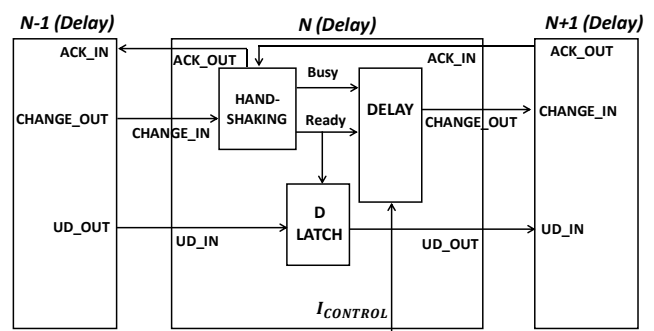 N-1 (Delay)
N (Delay)
N+1 (Delay)
ACK_IN
ACK_OUT
ACK_IN
ACK_OUT
Busy
HAND-
SHAKING
DELAY
CHANGE_OUT
CHANGE_IN
CHANGE_OUT
CHANGE_IN
Ready
D
LATCH
UD_OUT
UD_IN
UD_OUT
UD_IN
I_CONTROL